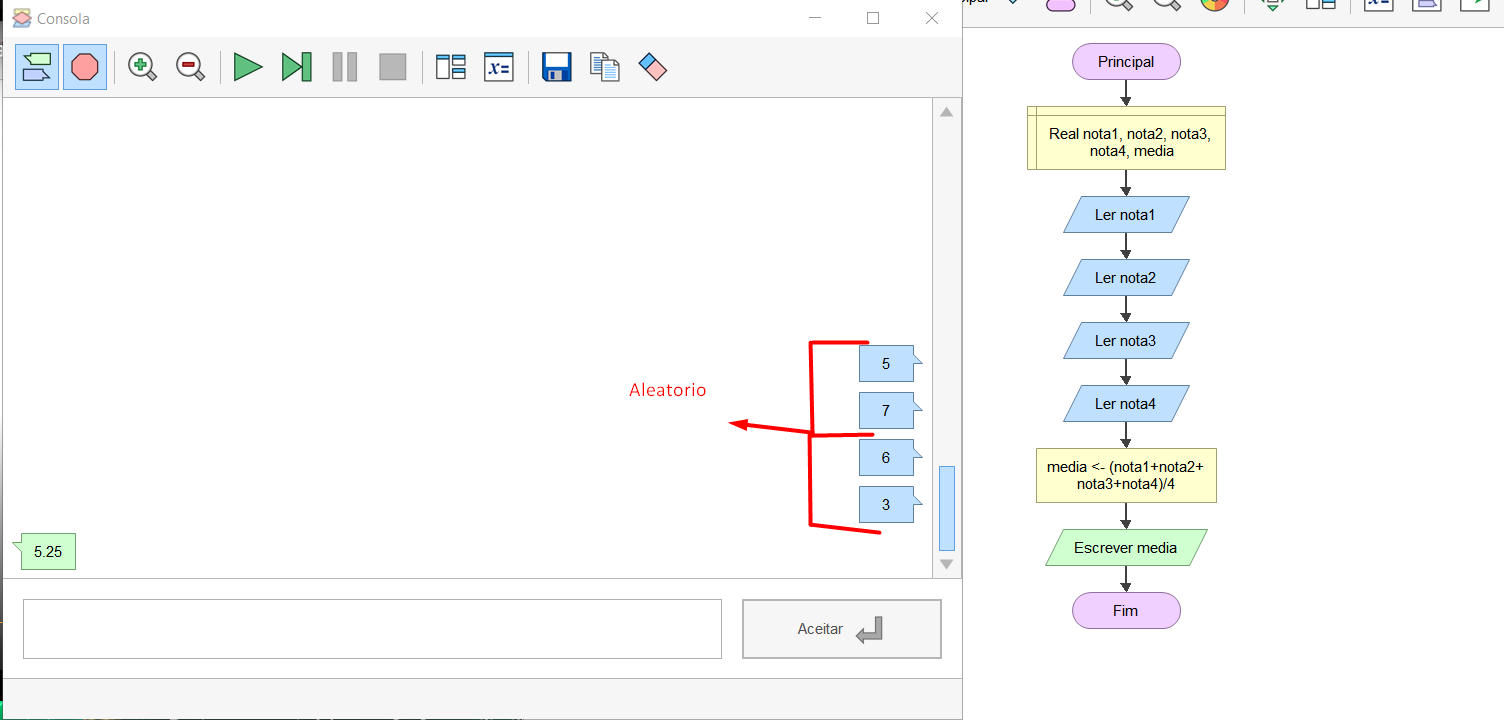 Consola
x=
Aleatorio
5
7
6
3
5.25
Aceitar
Principal
Real nota1, nota2, nota3,
nota4, media
Ler nota1
Ler nota2
Ler nota3
Ler nota4
media <- (nota1+nota2+
nota3+nota4)/4
Escrever media
Fim